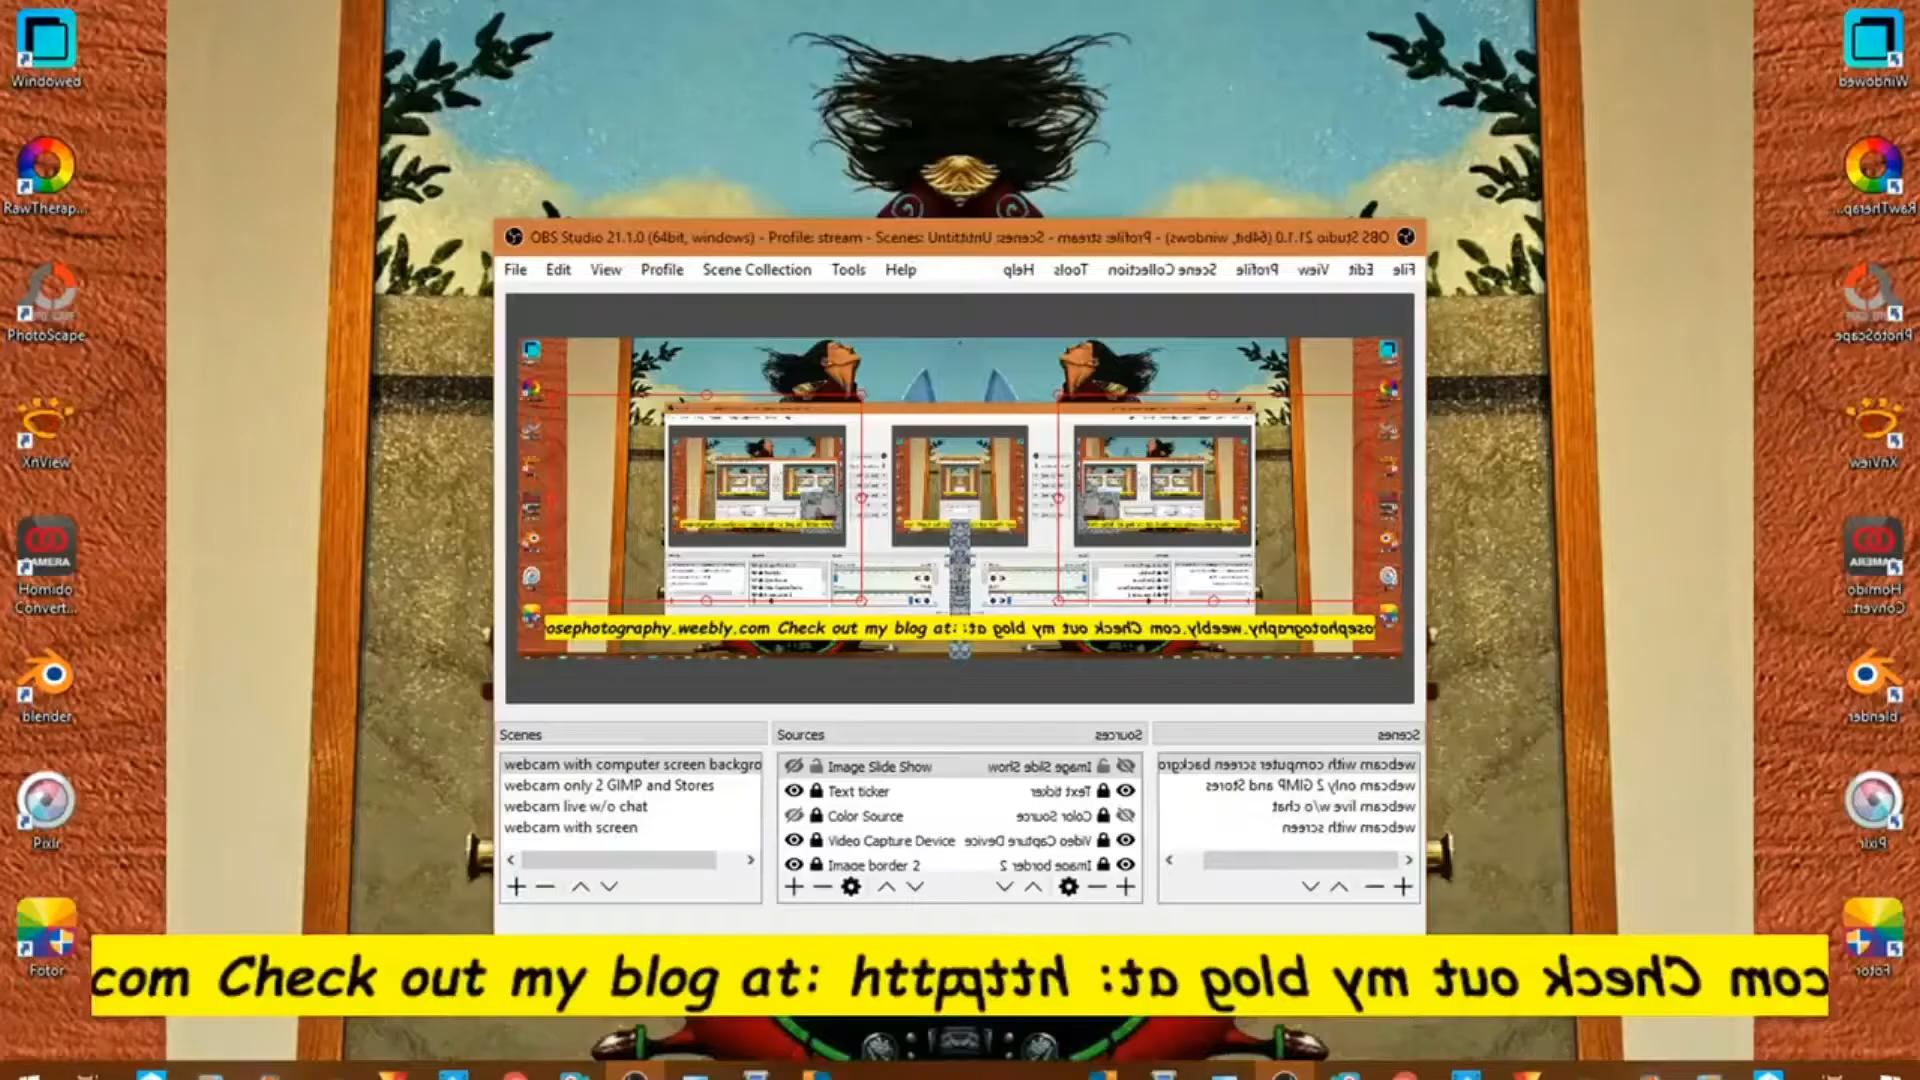 Windowed
RawTherap...
PhotoScape
XnView
CAMERA
Homido
Convert...
blender
Pixlr
Fotor
OBS Studio 21.1.0 (64bit, windows) - Profile: stream - Scenes: Untitl
File Edit View Profile Scene Collection Tools Help
osephotography.weebly.com Check out my blog at:
Scenes
webcam with computer screen backgro
webcam only 2 GIMP and Stores
webcam live w/o chat
webcam with screen
Sources
Image Slide Show
Text ticker
Color Source
Video Capture Device
Image border 2
com Check out my blog at: http